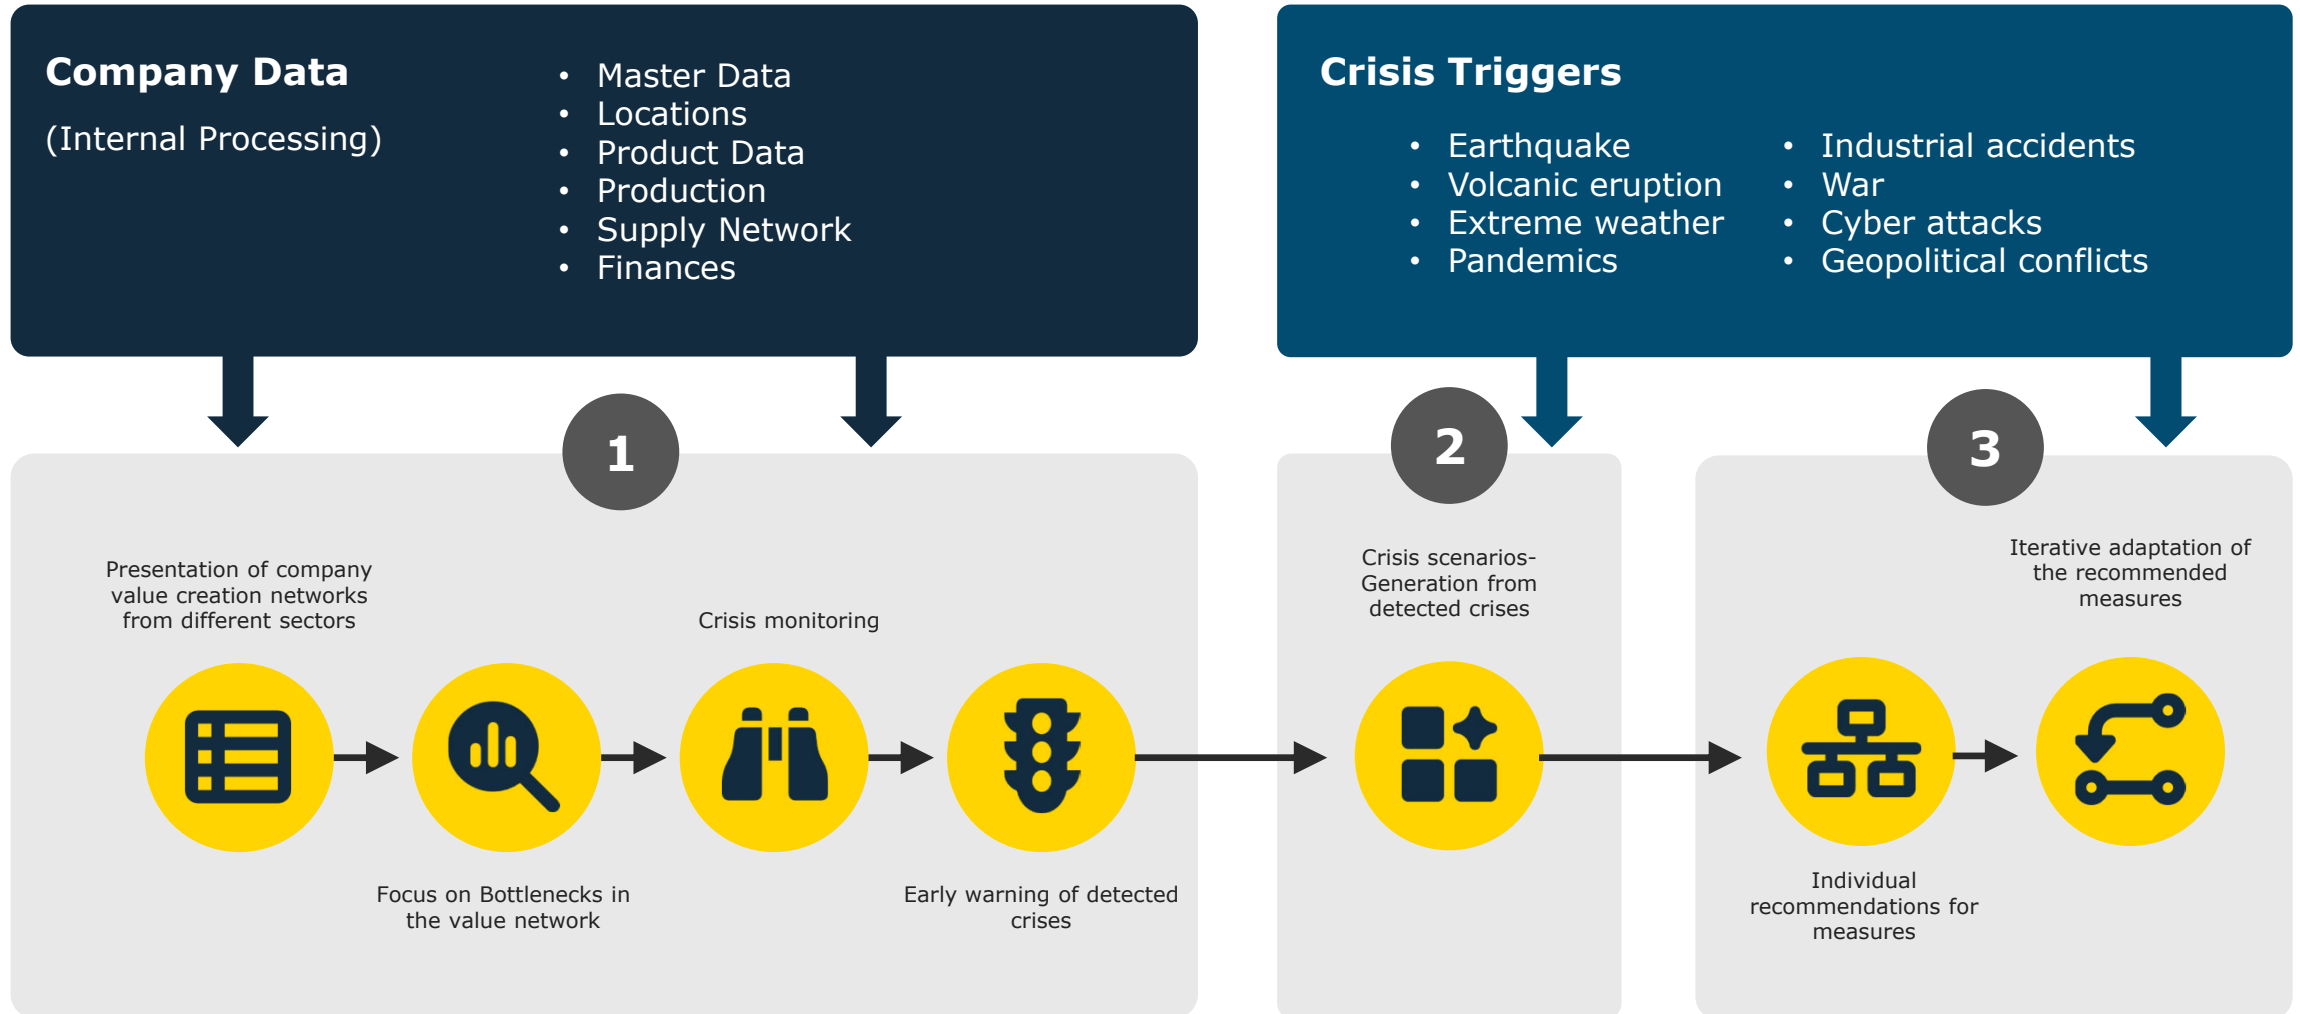 Company Data
(Internal Processing)
• Master Data
• Locations
• Product Data
• Production
• Supply Network
• Finances
Crisis Triggers
• Earthquake
• Volcanic eruption
• Extreme weather
• Pandemics
• Industrial accidents
• War
• Cyber attacks
• Geopolitical conflicts
1
Presentation of company
value creation networks
from different sectors
Focus on Bottlenecks in
the value network
Crisis monitoring
Early warning of detected
crises
2
Crisis scenarios-
Generation from
detected crises
3
Individual
recommendations for
measures
Iterative adaptation of
the recommended
measures